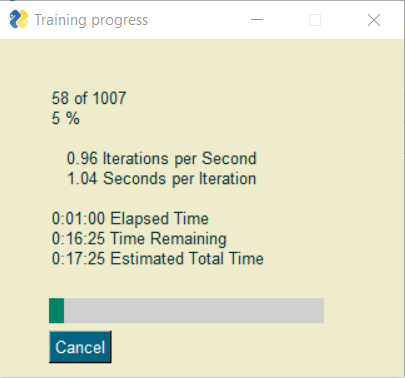 Training progress
58 of 1007
5 %
0.96 Iterations per Second
1.04 Seconds per Iteration
0:01:00 Elapsed Time
0:16:25 Time Remaining
0:17:25 Estimated Total Time
Cancel